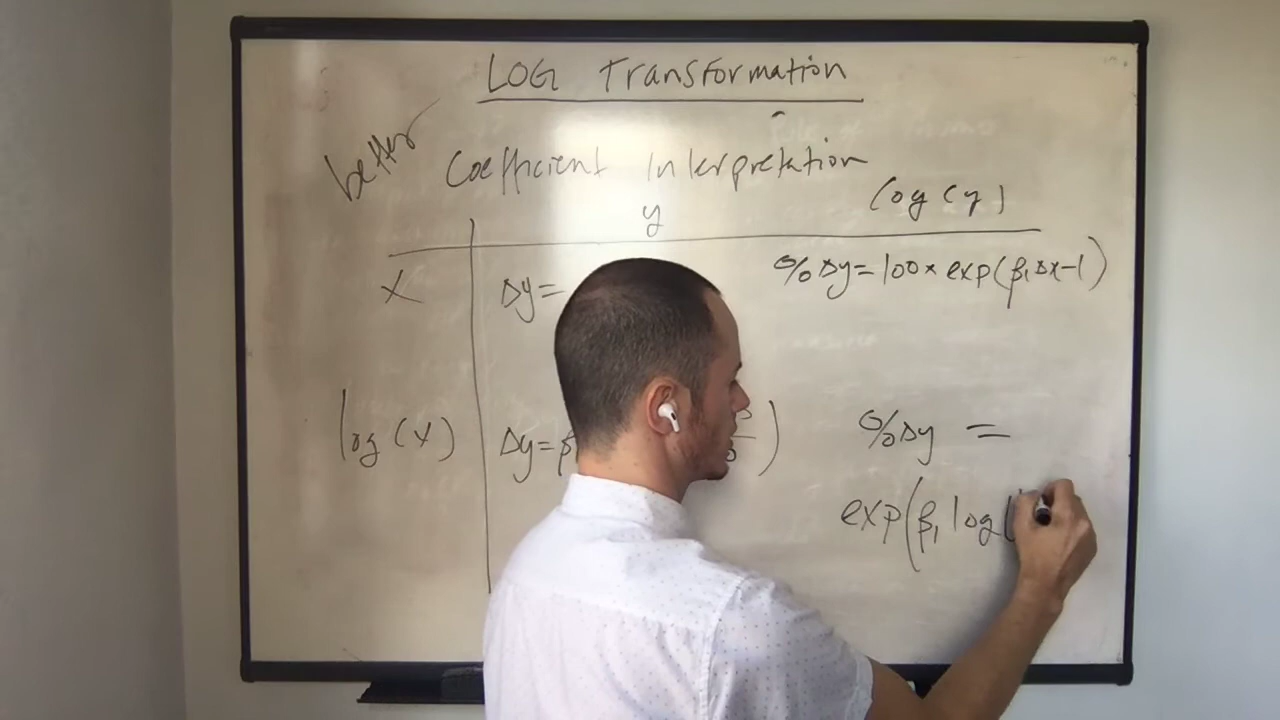 LOG Transformation
better
Coefficient Interpretation
y log(y)
x Δy= %Δy=100*exp(β₁Δx-1)
log(x) Δy=β ) %Δy =
exp(β₁ log(